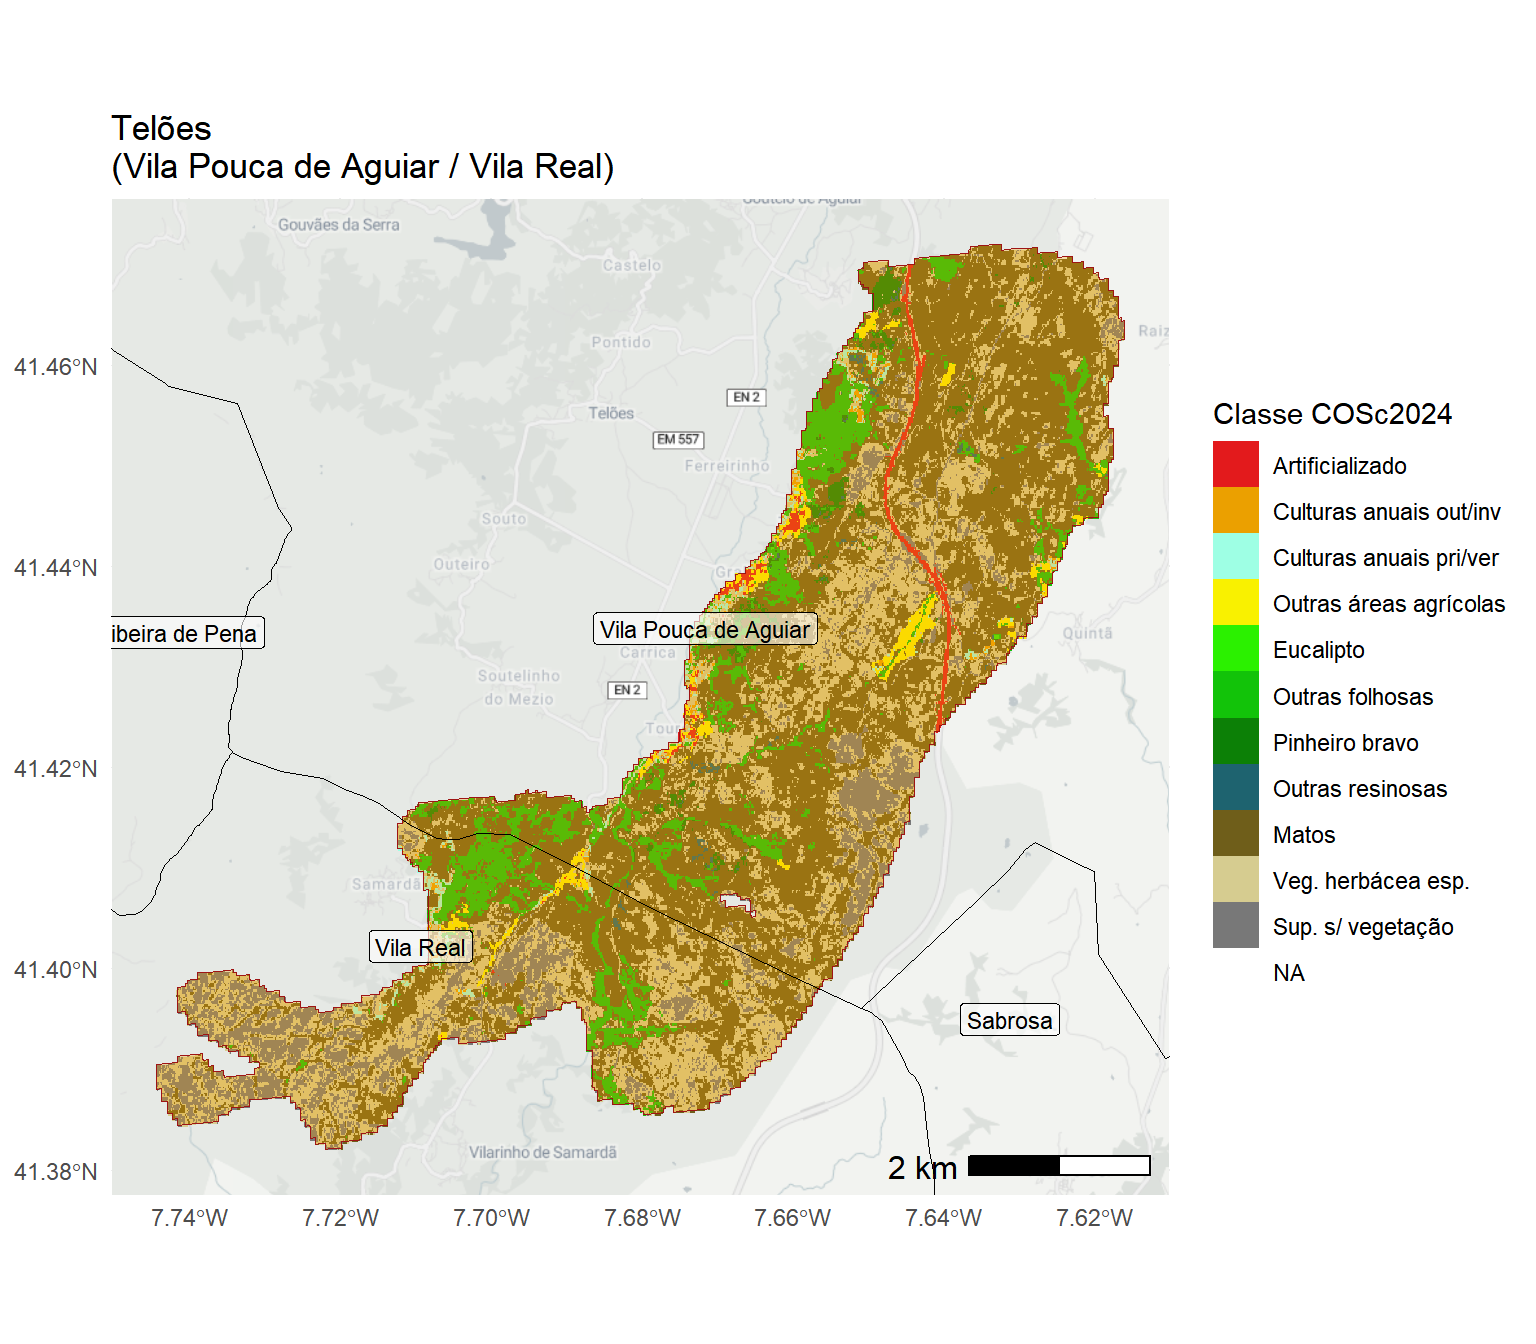 Telões
(Vila Pouca de Aguiar / Vila Real)
Gouvães da Serra
Castelo
Pontido
Raiz
EN 2
Telões
EM 557
Ferreirinho
Souto
Outeiro
Gra
ibeira de Pena
Vila Pouca de Aguiar
Quintã
Carrica
Soutelinho
do Mezio
EN 2
Tour
Samardã
Vila Real
Sabrosa
Vilarinho de Samardã
2 km
41.46°N
41.44°N
41.42°N
41.40°N
41.38°N
7.74°W
7.72°W
7.70°W
7.68°W
7.66°W
7.64°W
7.62°W
Classe COSc2024
Artificializado
Culturas anuais out/inv
Culturas anuais pri/ver
Outras áreas agrícolas
Eucalipto
Outras folhosas
Pinheiro bravo
Outras resinosas
Matos
Veg. herbácea esp.
Sup. s/ vegetação
NA